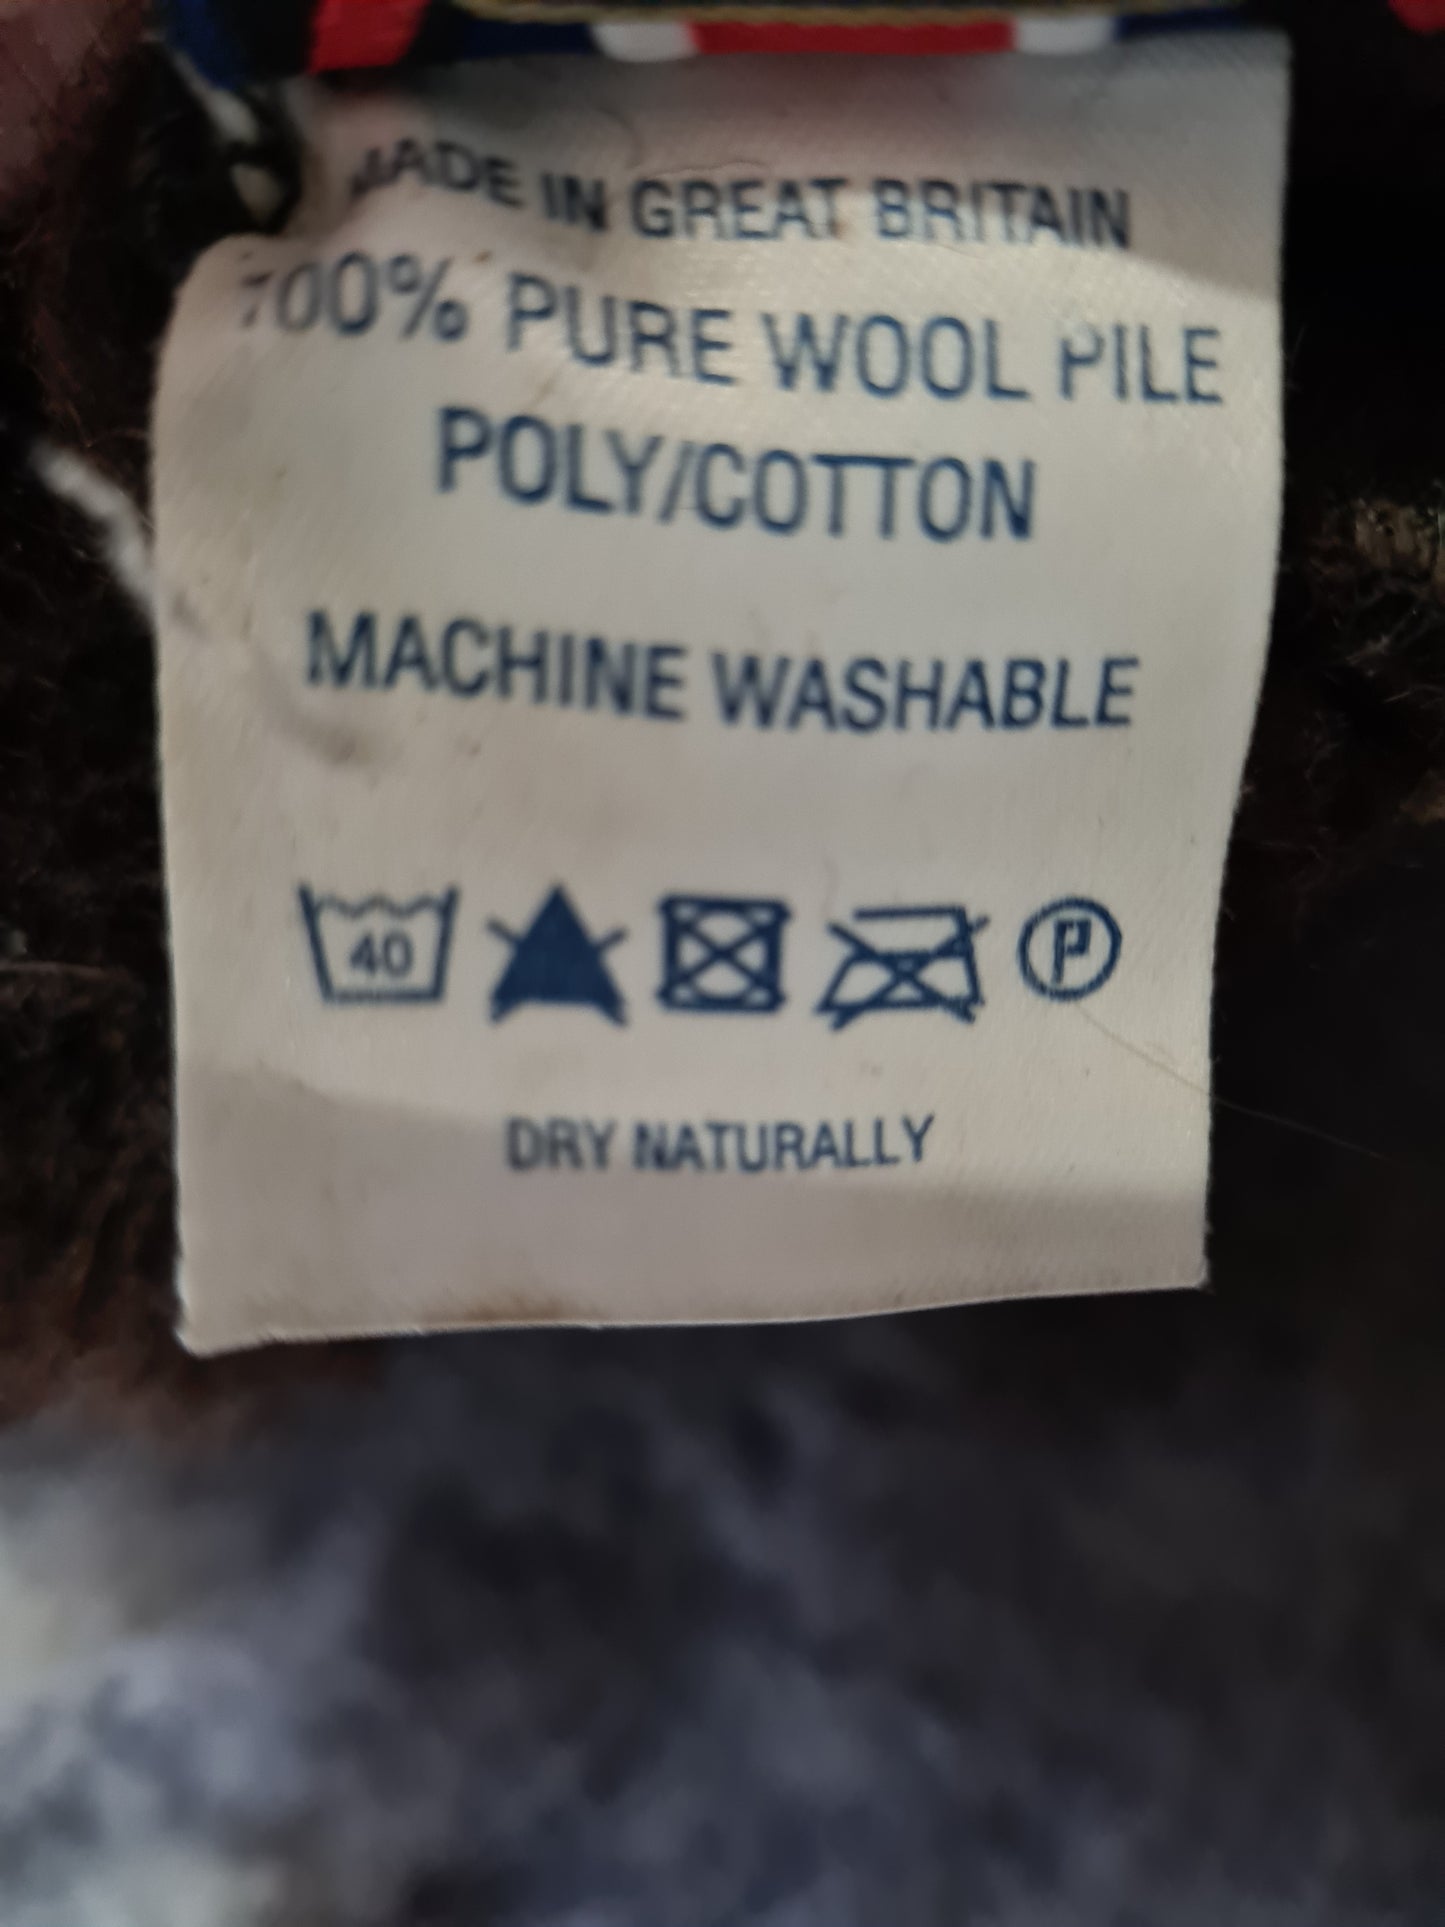 MADE IN GREAT BRITAIN
100% PURE WOOL PILE
POLY/COTTON
MACHINE WASHABLE
40
P
DRY NATURALLY